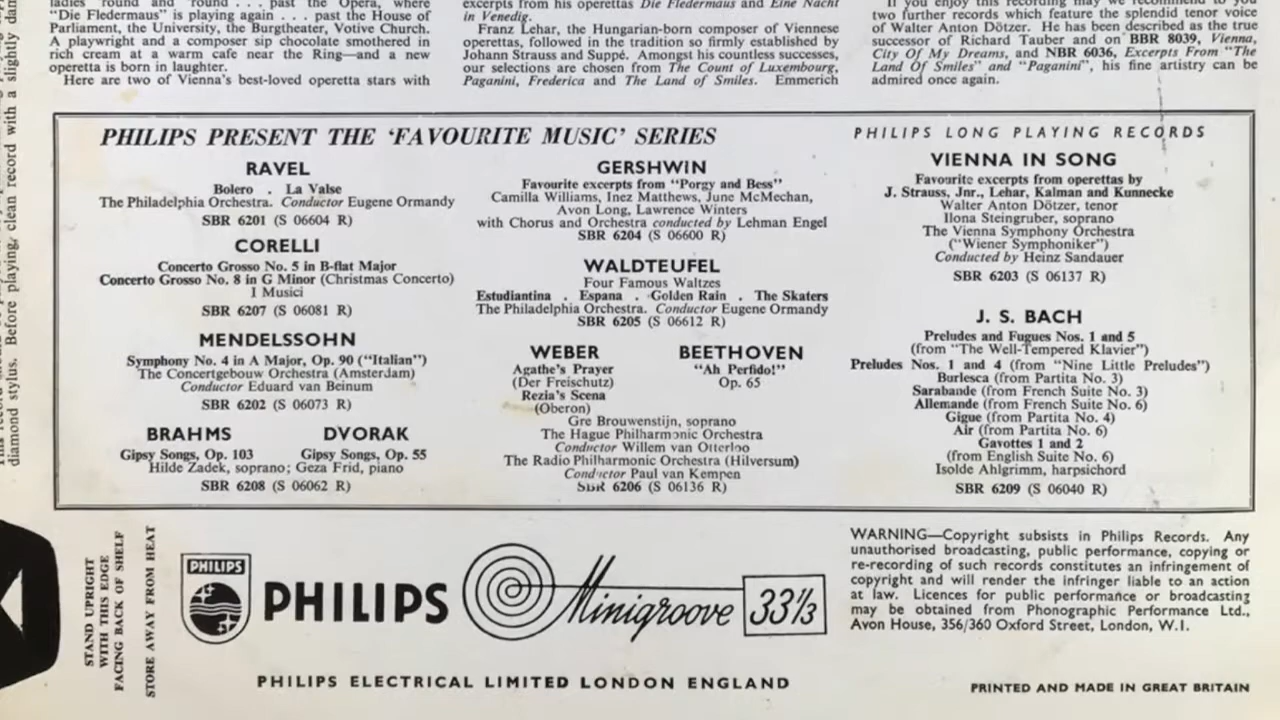 ladies 'round and 'round . . . past the Opera, where
"Die Fledermaus" is playing again . . . past the House of
Parliament, the University, the Burgtheater, Votive Church.
A playwright and a composer sip chocolate smothered in
rich cream at a warm cafe near the Ring—and a new
operetta is born in laughter.
Here are two of Vienna's best-loved operetta stars with
excerpts from his operettas Die Fledermaus and Eine Nacht
in Venedig.
Franz Lehar, the Hungarian-born composer of Viennese
operettas, followed in the tradition so firmly established by
Johann Strauss and Suppé. Amongst his countless successes,
our selections are chosen from The Count of Luxembourg,
Paganini, Frederica and The Land of Smiles. Emmerich
If you enjoy this recording may we recommend to you
two further records which feature the splendid tenor voice
of Walter Anton Dötzer. He has been described as the true
successor of Richard Tauber and on BBR 8039, Vienna,
City Of My Dreams, and NBR 6036, Excerpts From "The
Land Of Smiles" and "Paganini", his fine artistry can be
admired once again.
Before playing, clean record with a slightly
diamond stylus.
PHILIPS PRESENT THE 'FAVOURITE MUSIC' SERIES
PHILIPS LONG PLAYING RECORDS
RAVEL
Bolero . La Valse
The Philadelphia Orchestra. Conductor Eugene Ormandy
SBR 6201 (S 06604 R)
CORELLI
Concerto Grosso No. 5 in B-flat Major
Concerto Grosso No. 8 in G Minor (Christmas Concerto)
I Musici
SBR 6207 (S 06081 R)
MENDELSSOHN
Symphony No. 4 in A Major, Op. 90 ("Italian")
The Concertgebouw Orchestra (Amsterdam)
Conductor Eduard van Beinum
SBR 6202 (S 06073 R)
BRAHMS DVORAK
Gipsy Songs, Op. 103 Gipsy Songs, Op. 55
Hilde Zadek, soprano; Geza Frid, piano
SBR 6208 (S 06062 R)
GERSHWIN
Favourite excerpts from "Porgy and Bess"
Camilla Williams, Inez Matthews, June McMechan,
Avon Long, Lawrence Winters
with Chorus and Orchestra conducted by Lehman Engel
SBR 6204 (S 06600 R)
WALDTEUFEL
Four Famous Waltzes
Estudiantina . Espana . Golden Rain . The Skaters
The Philadelphia Orchestra. Conductor Eugene Ormandy
SBR 6205 (S 06612 R)
WEBER BEETHOVEN
Agathe's Prayer "Ah Perfido!"
(Der Freischutz) Op. 65
Rezia's Scena
(Oberon)
Gre Brouwenstijn, soprano
The Hague Philharmonic Orchestra
Conductor Willem van Otterloo
The Radio Philharmonic Orchestra (Hilversum)
Conductor Paul van Kempen
SBR 6206 (S 06136 R)
VIENNA IN SONG
Favourite excerpts from operettas by
J. Strauss, Jnr., Lehar, Kalman and Kunnecke
Walter Anton Dötzer, tenor
Ilona Steingruber, soprano
The Vienna Symphony Orchestra
("Wiener Symphoniker")
Conducted by Heinz Sandauer
SBR 6203 (S 06137 R)
J. S. BACH
Preludes and Fugues Nos. 1 and 5
(from "The Well-Tempered Klavier")
Preludes Nos. 1 and 4 (from "Nine Little Preludes")
Burlesca (from Partita No. 3)
Sarabande (from French Suite No. 3)
Allemande (from French Suite No. 6)
Gigue (from Partita No. 4)
Air (from Partita No. 6)
Gavottes 1 and 2
(from English Suite No. 6)
Isolde Ahlgrimm, harpsichord
SBR 6209 (S 06040 R)
STAND UPRIGHT
WITH THIS EDGE
FACING BACK OF SHELF
STORE AWAY FROM HEAT
PHILIPS
PHILIPS Minigroove 33⅓
PHILIPS ELECTRICAL LIMITED LONDON ENGLAND
WARNING—Copyright subsists in Philips Records. Any
unauthorised broadcasting, public performance, copying or
re-recording of such records constitutes an infringement of
copyright and will render the infringer liable to an action
at law. Licences for public performance or broadcasting
may be obtained from Phonographic Performance Ltd.,
Avon House, 356/360 Oxford Street, London, W.1.
PRINTED AND MADE IN GREAT BRITAIN